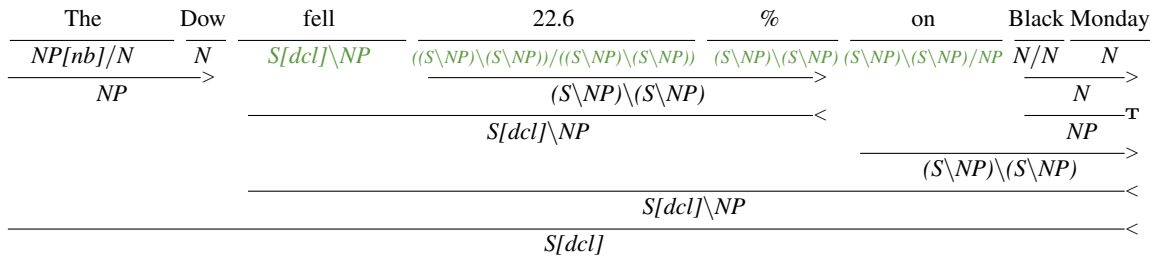 The Dow fell 22.6 % on Black Monday
NP[nb]/N N S[dcl]\NP ((S\NP)\(S\NP))/((S\NP)\(S\NP)) (S\NP)\(S\NP) (S\NP)\(S\NP)/NP N/N N
> > >
NP (S\NP)\(S\NP) N
< T
S[dcl]\NP NP
>
(S\NP)\(S\NP)
<
S[dcl]\NP
<
S[dcl]